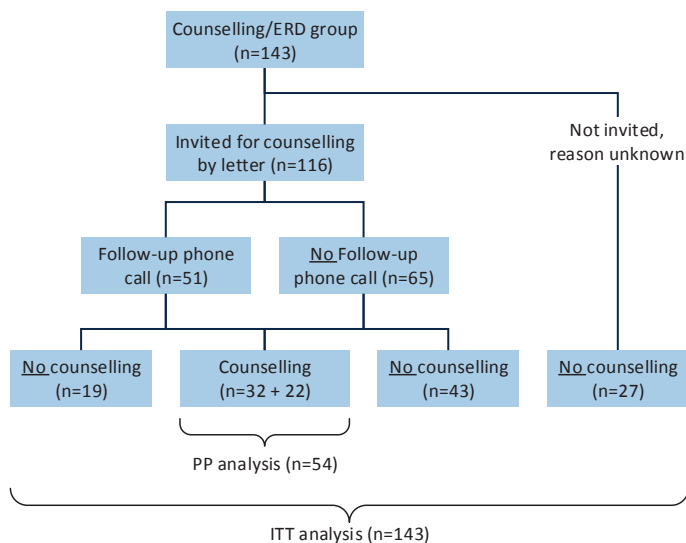 Counselling/ERD group
(n=143)
Not invited,
reason unknown
Invited for counselling
by letter (n=116)
Follow-up phone
call (n=51)
No Follow-up
phone call (n=65)
No counselling
(n=19)
Counselling
(n=32 + 22)
No counselling
(n=43)
No counselling
(n=27)
PP analysis (n=54)
ITT analysis (n=143)